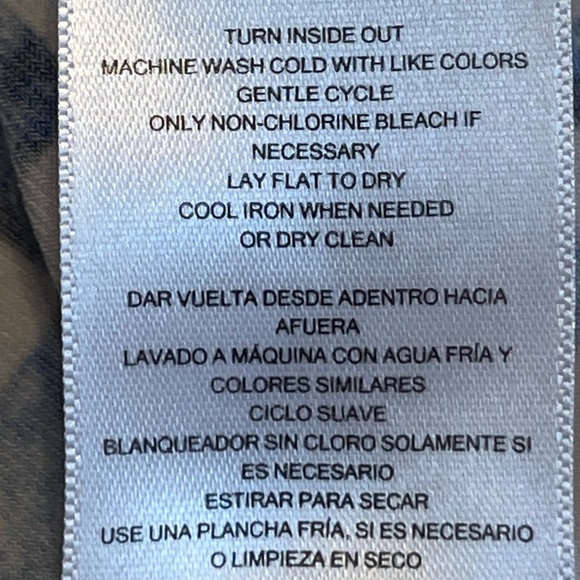 TURN INSIDE OUT
MACHINE WASH COLD WITH LIKE COLORS
GENTLE CYCLE
ONLY NON-CHLORINE BLEACH IF
NECESSARY
LAY FLAT TO DRY
COOL IRON WHEN NEEDED
OR DRY CLEAN
DAR VUELTA DESDE ADENTRO HACIA
AFUERA
LAVADO A MÁQUINA CON AGUA FRÍA Y
COLORES SIMILARES
CICLO SUAVE
BLANQUEADOR SIN CLORO SOLAMENTE SI
ES NECESARIO
ESTIRAR PARA SECAR
USE UNA PLANCHA FRÍA, SI ES NECESARIO
O LIMPIEZA EN SECO